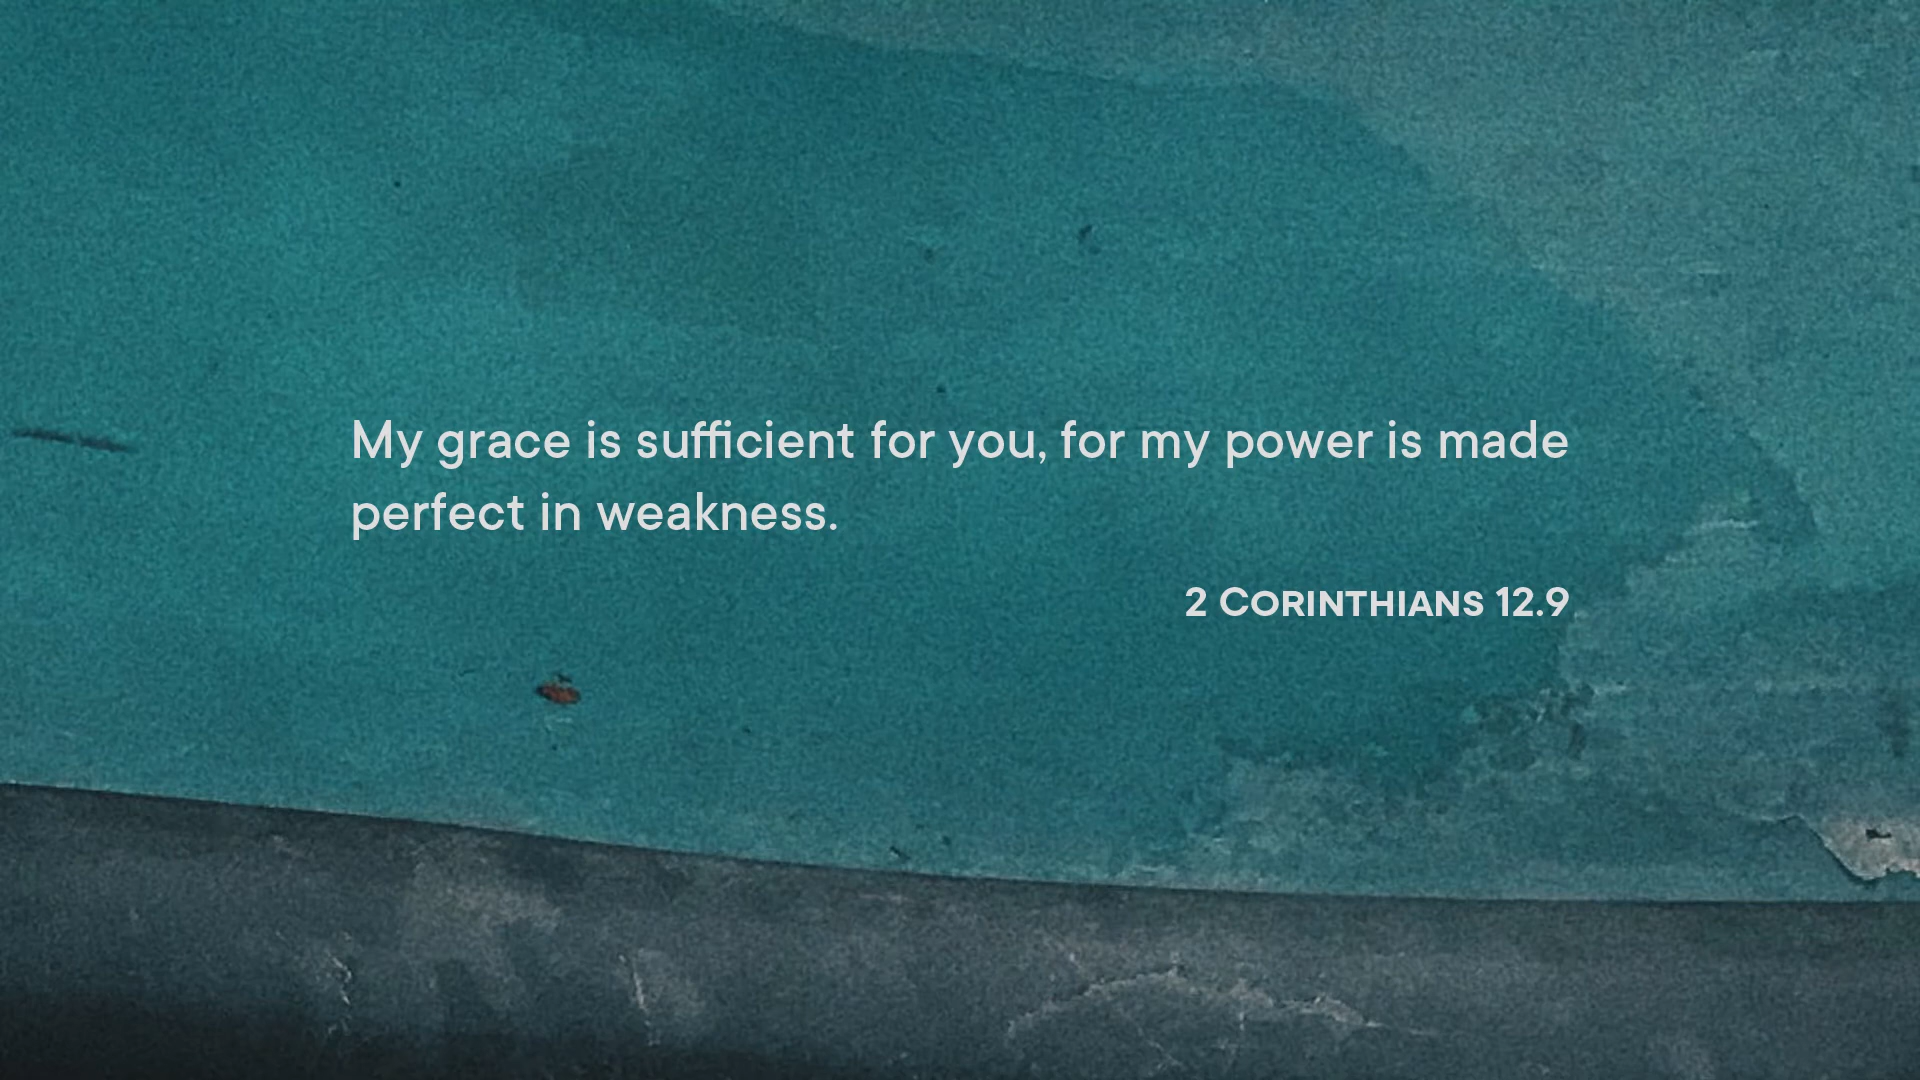 My grace is sufficient for you, for my power is made
perfect in weakness.
2 CORINTHIANS 12.9